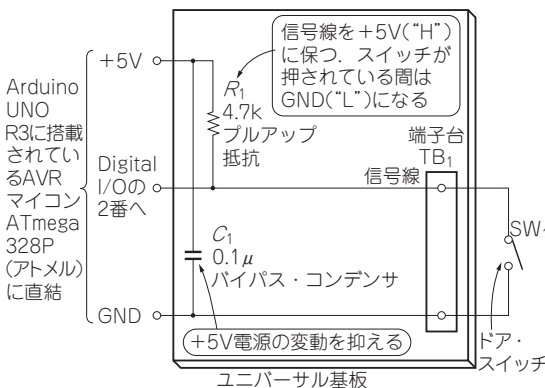 信号線を+5V(“H”)
に保つ．スイッチが
押されている間は
GND(“L”)になる
+5V
R1
4.7k
プルアップ
抵抗
Arduino
UNO
R3に搭載
されてい
るAVR
マイコン
ATmega
328P
(アトメル)
に直結
Digital
I/Oの
2番へ
端子台
TB1
信号線
C1
0.1μ
バイパス・コンデンサ
GND
+5V電源の変動を抑える
SW1
ドア・
スイッチ
ユニバーサル基板